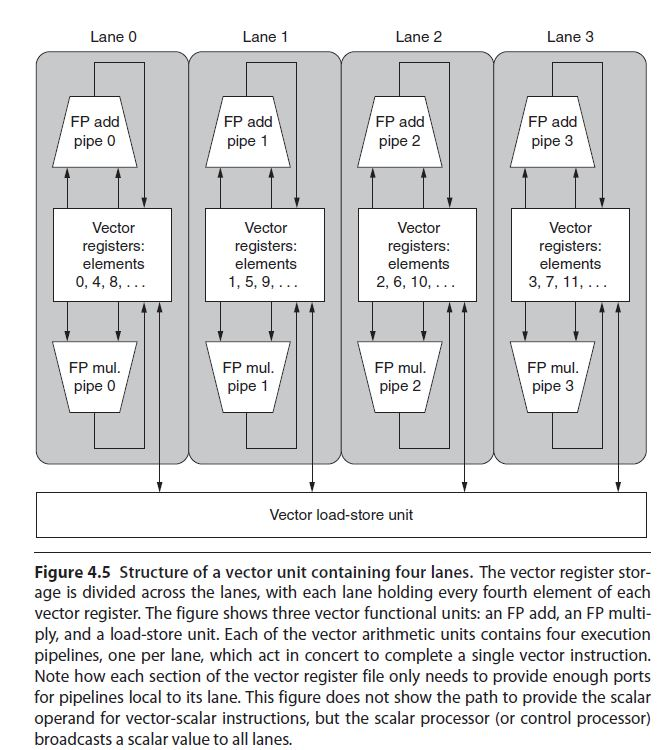 Lane 0
Lane 1
Lane 2
Lane 3
FP add
pipe 0
FP add
pipe 1
FP add
pipe 2
FP add
pipe 3
Vector
registers:
elements
0, 4, 8, . . .
Vector
registers:
elements
1, 5, 9, . . .
Vector
registers:
elements
2, 6, 10, . . .
Vector
registers:
elements
3, 7, 11, . . .
FP mul.
pipe 0
FP mul.
pipe 1
FP mul.
pipe 2
FP mul.
pipe 3
Vector load-store unit
Figure 4.5 Structure of a vector unit containing four lanes. The vector register stor-
age is divided across the lanes, with each lane holding every fourth element of each
vector register. The figure shows three vector functional units: an FP add, an FP multi-
ply, and a load-store unit. Each of the vector arithmetic units contains four execution
pipelines, one per lane, which act in concert to complete a single vector instruction.
Note how each section of the vector register file only needs to provide enough ports
for pipelines local to its lane. This figure does not show the path to provide the scalar
operand for vector-scalar instructions, but the scalar processor (or control processor)
broadcasts a scalar value to all lanes.